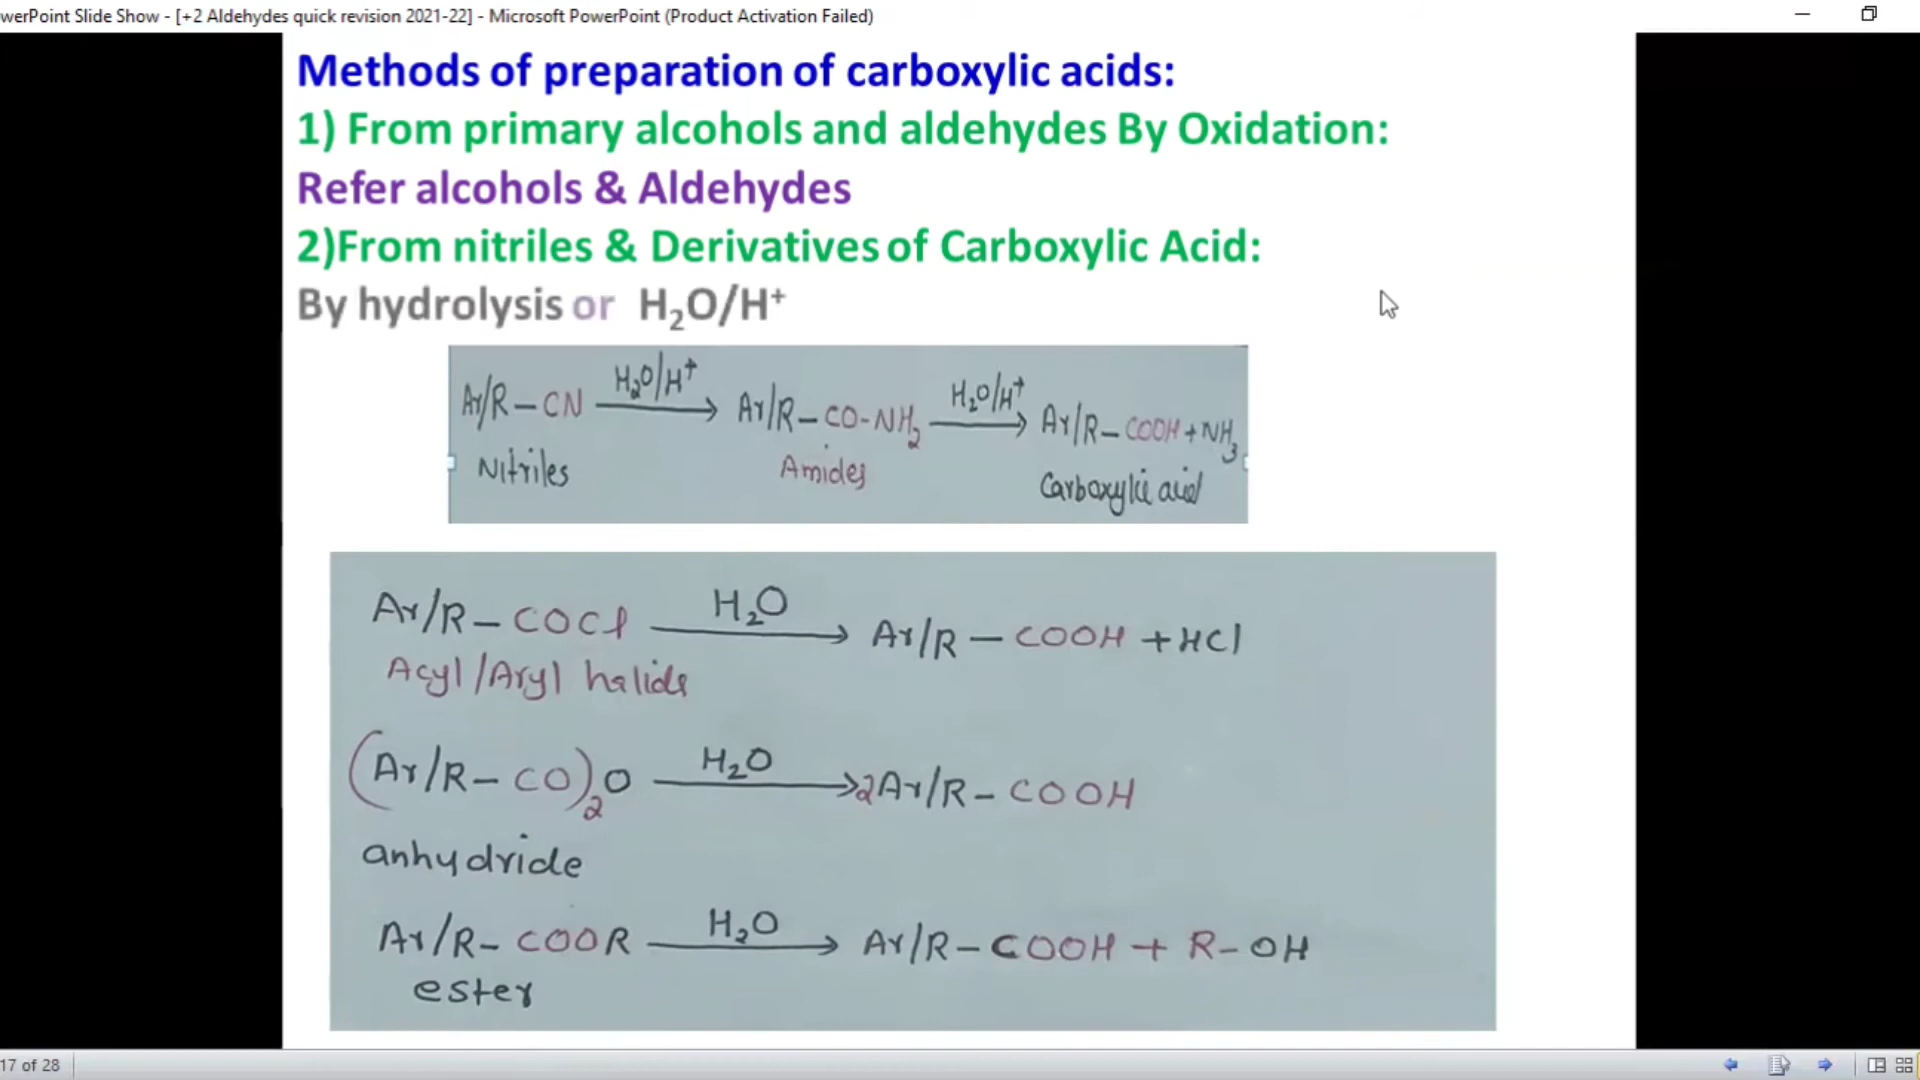 werPoint Slide Show - [+2 Aldehydes quick revision 2021-22] - Microsoft PowerPoint (Product Activation Failed)
Methods of preparation of carboxylic acids:
1) From primary alcohols and aldehydes By Oxidation:
Refer alcohols & Aldehydes
2)From nitriles & Derivatives of Carboxylic Acid:
By hydrolysis or H₂O/H⁺
Ar/R-CN H₂O/H⁺ → Ar/R-CO-NH₂ H₂O/H⁺ → Ar/R-COOH+NH₃
Nitriles Amides Carboxylic acid
Ar/R-COCl H₂O → Ar/R-COOH+HCl
Acyl/Aryl halide
(Ar/R-CO)₂O H₂O → 2Ar/R-COOH
anhydride
Ar/R-COOR H₂O → Ar/R-COOH + R-OH
ester
17 of 28